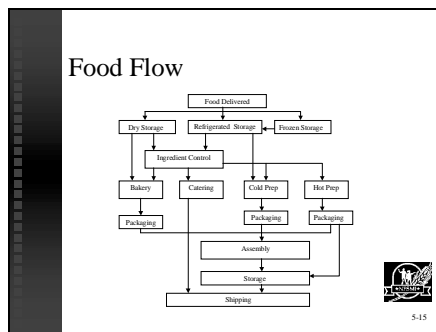 Food Flow
Food Delivered
Dry Storage
Refrigerated Storage
Frozen Storage
Ingredient Control
Bakery
Catering
Cold Prep
Hot Prep
Packaging
Packaging
Packaging
Assembly
Storage
Shipping
NFSMI
5-15